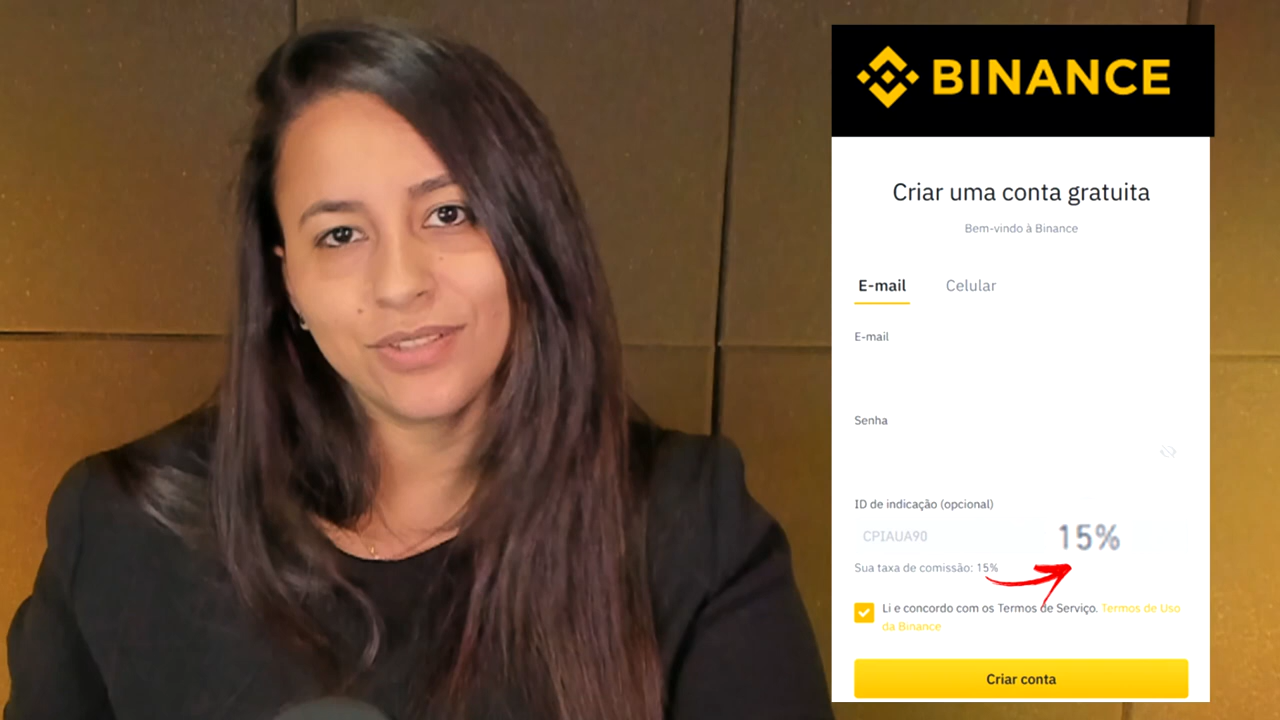 BINANCE
Criar uma conta gratuita
Bem-vindo à Binance
E-mail Celular
E-mail
Senha
ID de indicação (opcional)
CPIAUA90 15%
Sua taxa de comissão: 15%
Li e concordo com os Termos de Serviço. Termos de Uso
da Binance
Criar conta